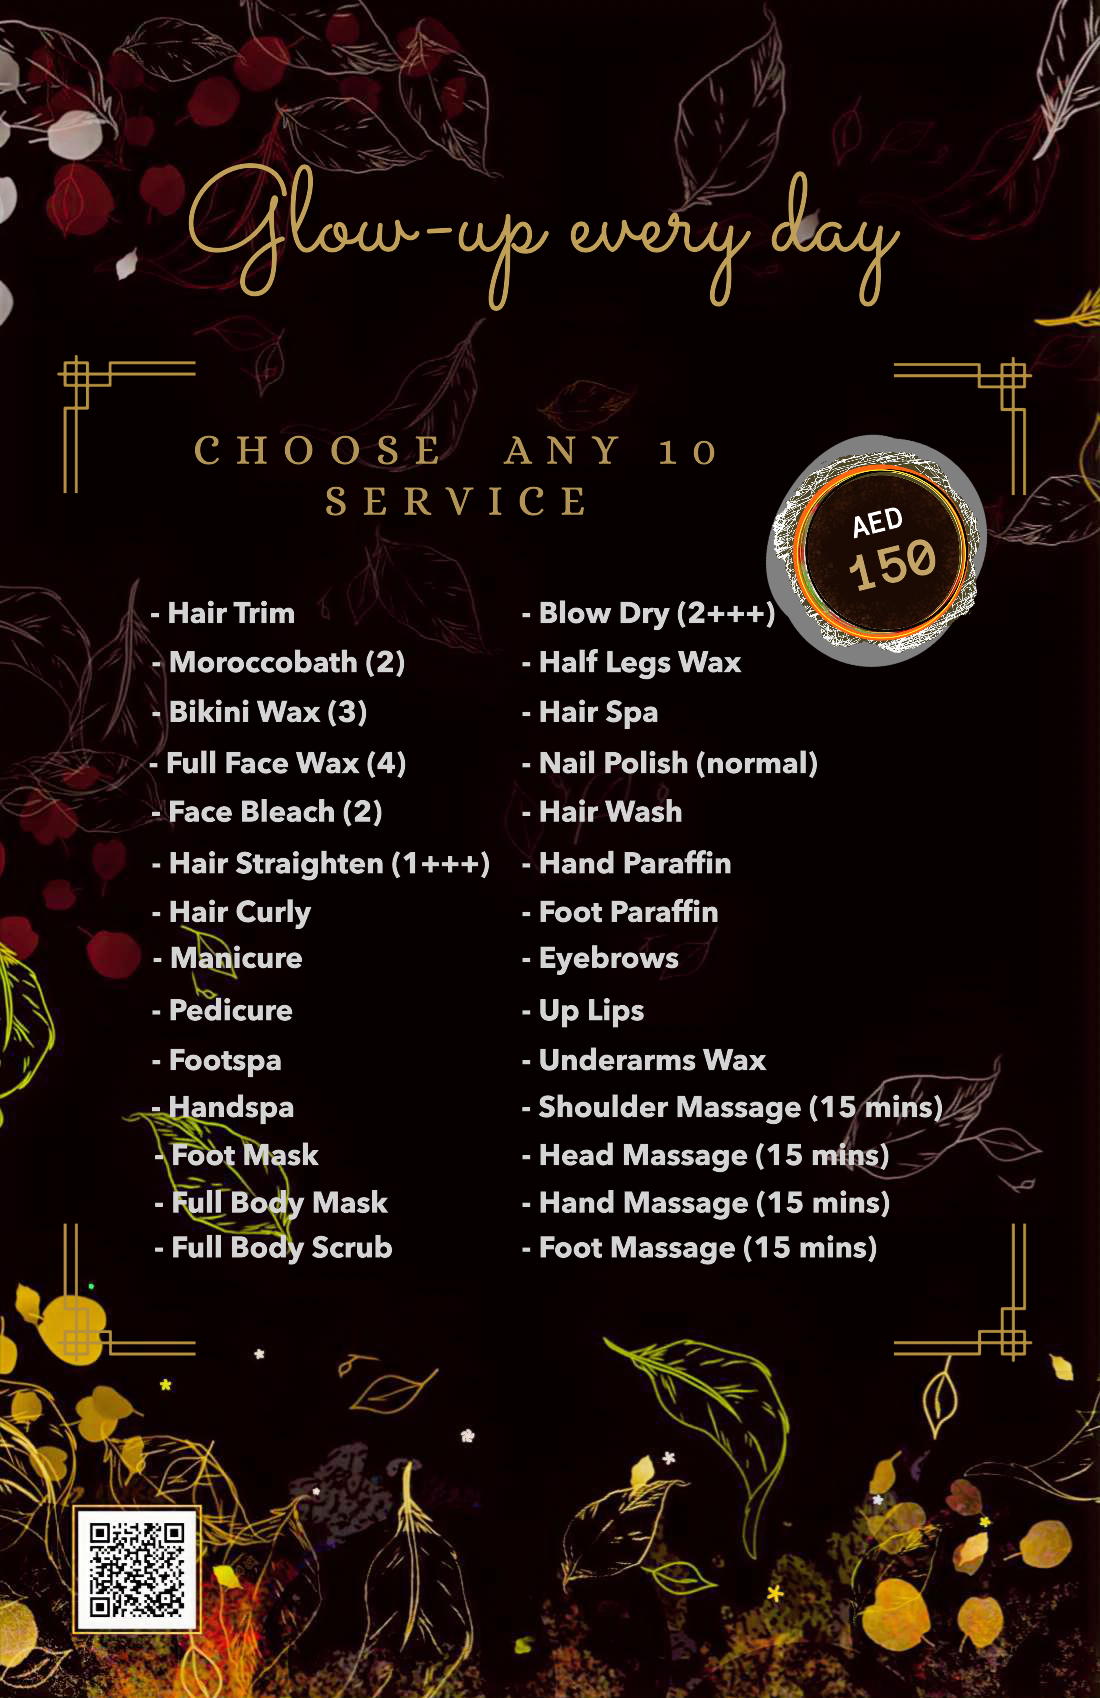 Glow-up every day
CHOOSE ANY 10
SERVICE
AED
150
- Hair Trim
- Moroccobath (2)
- Bikini Wax (3)
- Full Face Wax (4)
- Face Bleach (2)
- Hair Straighten (1+++)
- Hair Curly
- Manicure
- Pedicure
- Footspa
- Handspa
- Foot Mask
- Full Body Mask
- Full Body Scrub
- Blow Dry (2+++)
- Half Legs Wax
- Hair Spa
- Nail Polish (normal)
- Hair Wash
- Hand Paraffin
- Foot Paraffin
- Eyebrows
- Up Lips
- Underarms Wax
- Shoulder Massage (15 mins)
- Head Massage (15 mins)
- Hand Massage (15 mins)
- Foot Massage (15 mins)